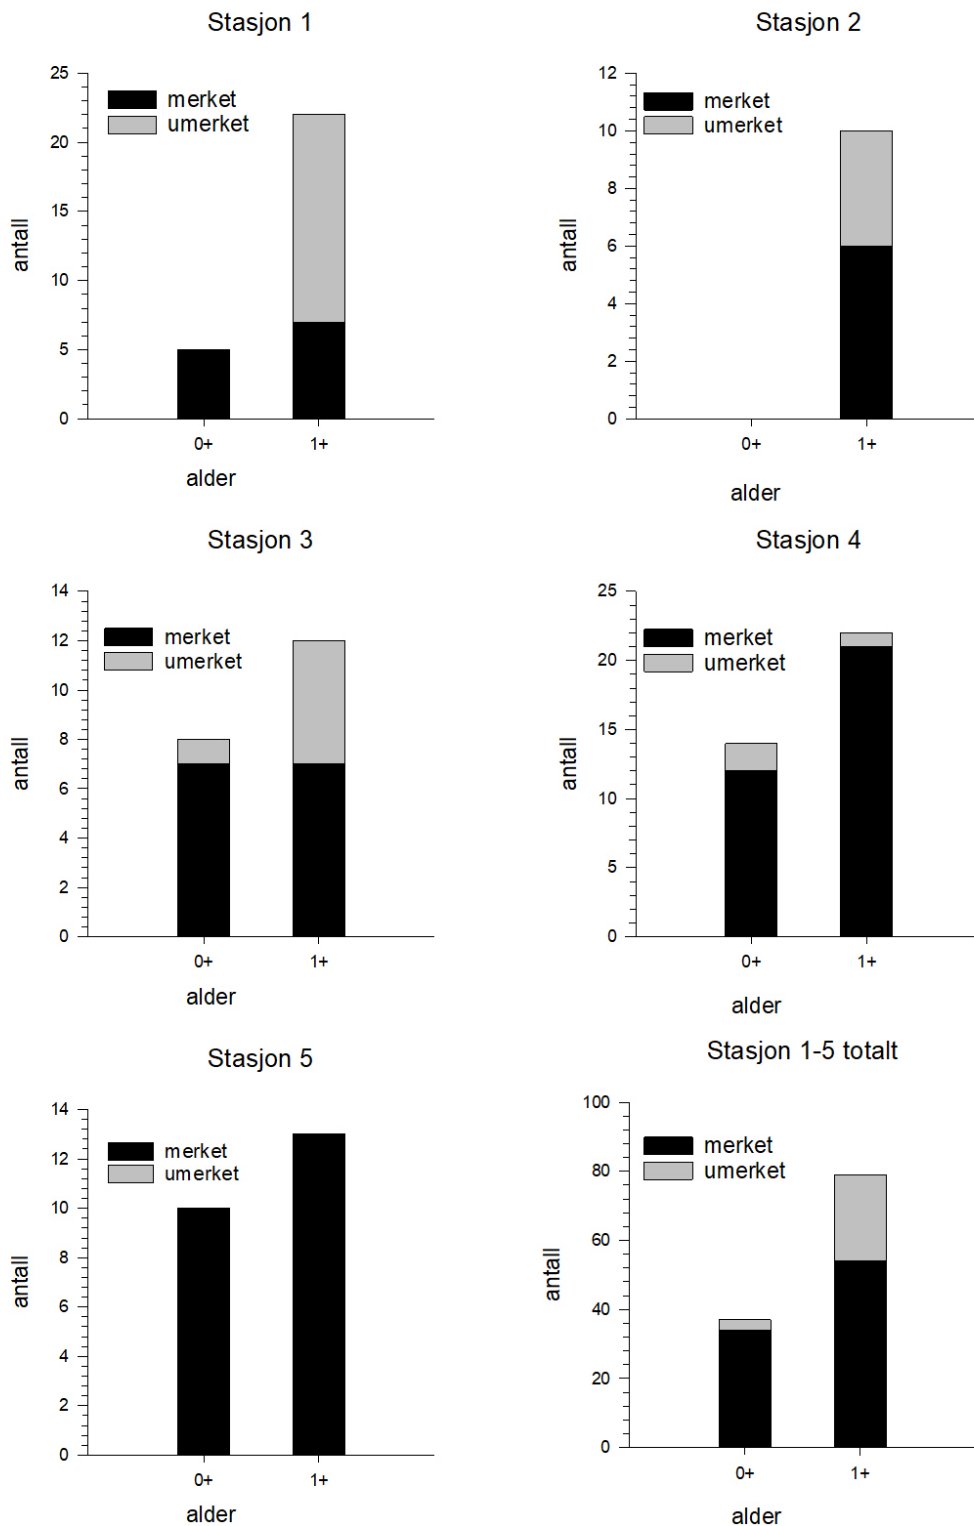 Stasjon 1
25
20
15
10
5
0
antall
merket
umerket
0+
1+
alder
Stasjon 2
12
10
8
6
4
2
0
antall
merket
umerket
0+
1+
alder
Stasjon 3
14
12
10
8
6
4
2
0
antall
merket
umerket
0+
1+
alder
Stasjon 4
25
20
15
10
5
0
antall
merket
umerket
0+
1+
alder
Stasjon 5
14
12
10
8
6
4
2
0
antall
merket
umerket
0+
1+
alder
Stasjon 1-5 totalt
100
80
60
40
20
0
antall
merket
umerket
0+
1+
alder